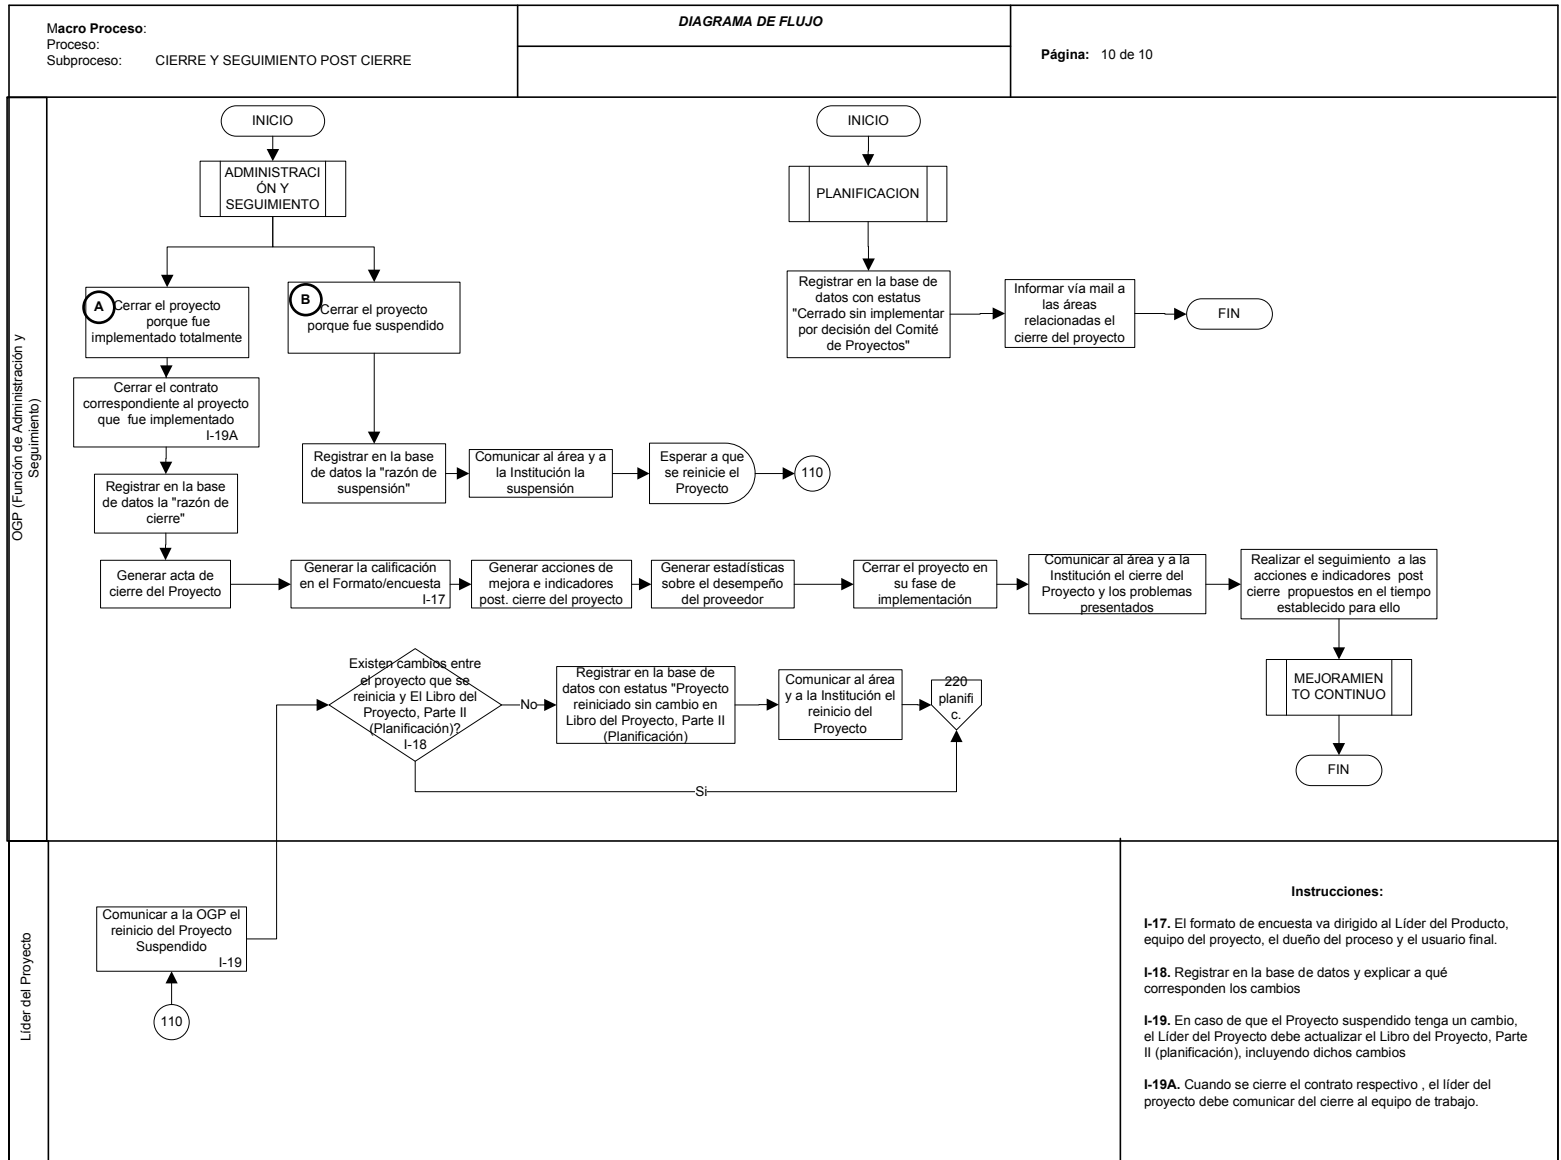 Macro Proceso:
Proceso:
Subproceso: CIERRE Y SEGUIMIENTO POST CIERRE
DIAGRAMA DE FLUJO
Página: 10 de 10
OGP (Función de Administración y
Seguimiento)
INICIO
ADMINISTRACI
ÓN Y
SEGUIMIENTO
A
Cerrar el proyecto
porque fue
implementado totalmente
B
Cerrar el proyecto
porque fue suspendido
Cerrar el contrato
correspondiente al proyecto
que fue implementado
I-19A
Registrar en la base
de datos la "razón de
cierre"
Registrar en la base
de datos la "razón de
suspensión"
Comunicar al área y a
la Institución la
suspensión
Esperar a que
se reinicie el
Proyecto
110
INICIO
PLANIFICACION
Registrar en la base de
datos con estatus
"Cerrado sin implementar
por decisión del Comité
de Proyectos"
Informar vía mail a
las áreas
relacionadas el
cierre del proyecto
FIN
Generar acta de
cierre del Proyecto
Generar la calificación
en el Formato/encuesta
I-17
Generar acciones de
mejora e indicadores
post. cierre del proyecto
Generar estadísticas
sobre el desempeño
del proveedor
Cerrar el proyecto en
su fase de
implementación
Comunicar al área y a la
Institución el cierre del
Proyecto y los problemas
presentados
Realizar el seguimiento a las
acciones e indicadores post
cierre propuestos en el tiempo
establecido para ello
MEJORAMIEN
TO CONTINUO
FIN
Existen cambios entre
el proyecto que se
reinicia y El Libro del
Proyecto, Parte II
(Planificación)?
I-18
No
Registrar en la base de
datos con estatus "Proyecto
reiniciado sin cambio en
Libro del Proyecto, Parte II
(Planificación)
Comunicar al área
y a la Institución el
reinicio del
Proyecto
220
planifi
c.
Si
Líder del Proyecto
Comunicar a la OGP el
reinicio del Proyecto
Suspendido
I-19
110
Instrucciones:
I-17. El formato de encuesta va dirigido al Líder del Producto,
equipo del proyecto, el dueño del proceso y el usuario final.
I-18. Registrar en la base de datos y explicar a qué
corresponden los cambios
I-19. En caso de que el Proyecto suspendido tenga un cambio,
el Líder del Proyecto debe actualizar el Libro del Proyecto, Parte
II (planificación), incluyendo dichos cambios
I-19A. Cuando se cierre el contrato respectivo , el líder del
proyecto debe comunicar del cierre al equipo de trabajo.